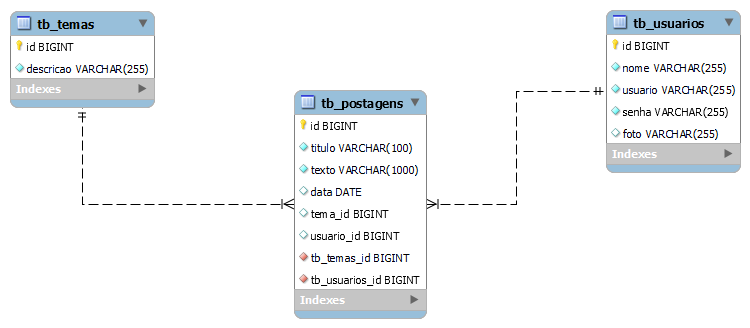 tb_temas
id BIGINT
descricao VARCHAR(255)
Indexes
tb_postagens
id BIGINT
titulo VARCHAR(100)
texto VARCHAR(1000)
data DATE
tema_id BIGINT
usuario_id BIGINT
tb_temas_id BIGINT
tb_usuarios_id BIGINT
Indexes
tb_usuarios
id BIGINT
nome VARCHAR(255)
usuario VARCHAR(255)
senha VARCHAR(255)
foto VARCHAR(255)
Indexes